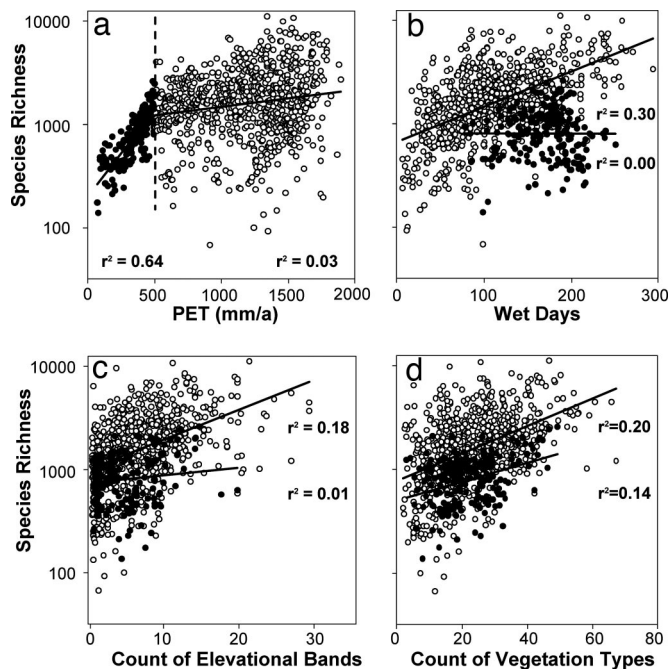 a
b
Species Richness
10000
1000
100
r² = 0.64
r² = 0.03
r² = 0.30
r² = 0.00
0
500
1000
1500
2000
PET (mm/a)
0
100
200
300
Wet Days
c
d
Species Richness
10000
1000
100
r² = 0.18
r² = 0.01
r² = 0.20
r²=0.14
0
10
20
30
Count of Elevational Bands
0
20
40
60
80
Count of Vegetation Types